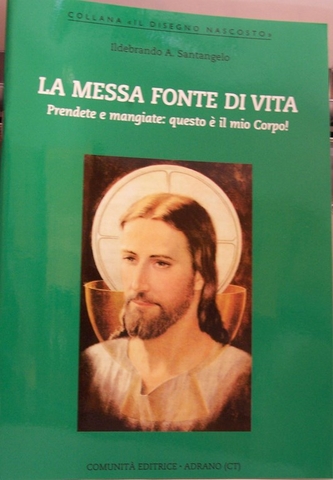 COLLANA «IL DISEGNO NASCOSTO»
Ildebrando A. Santangelo
LA MESSA FONTE DI VITA
Prendete e mangiate: questo è il mio Corpo!
COMUNITÀ EDITRICE • ADRANO (CT)